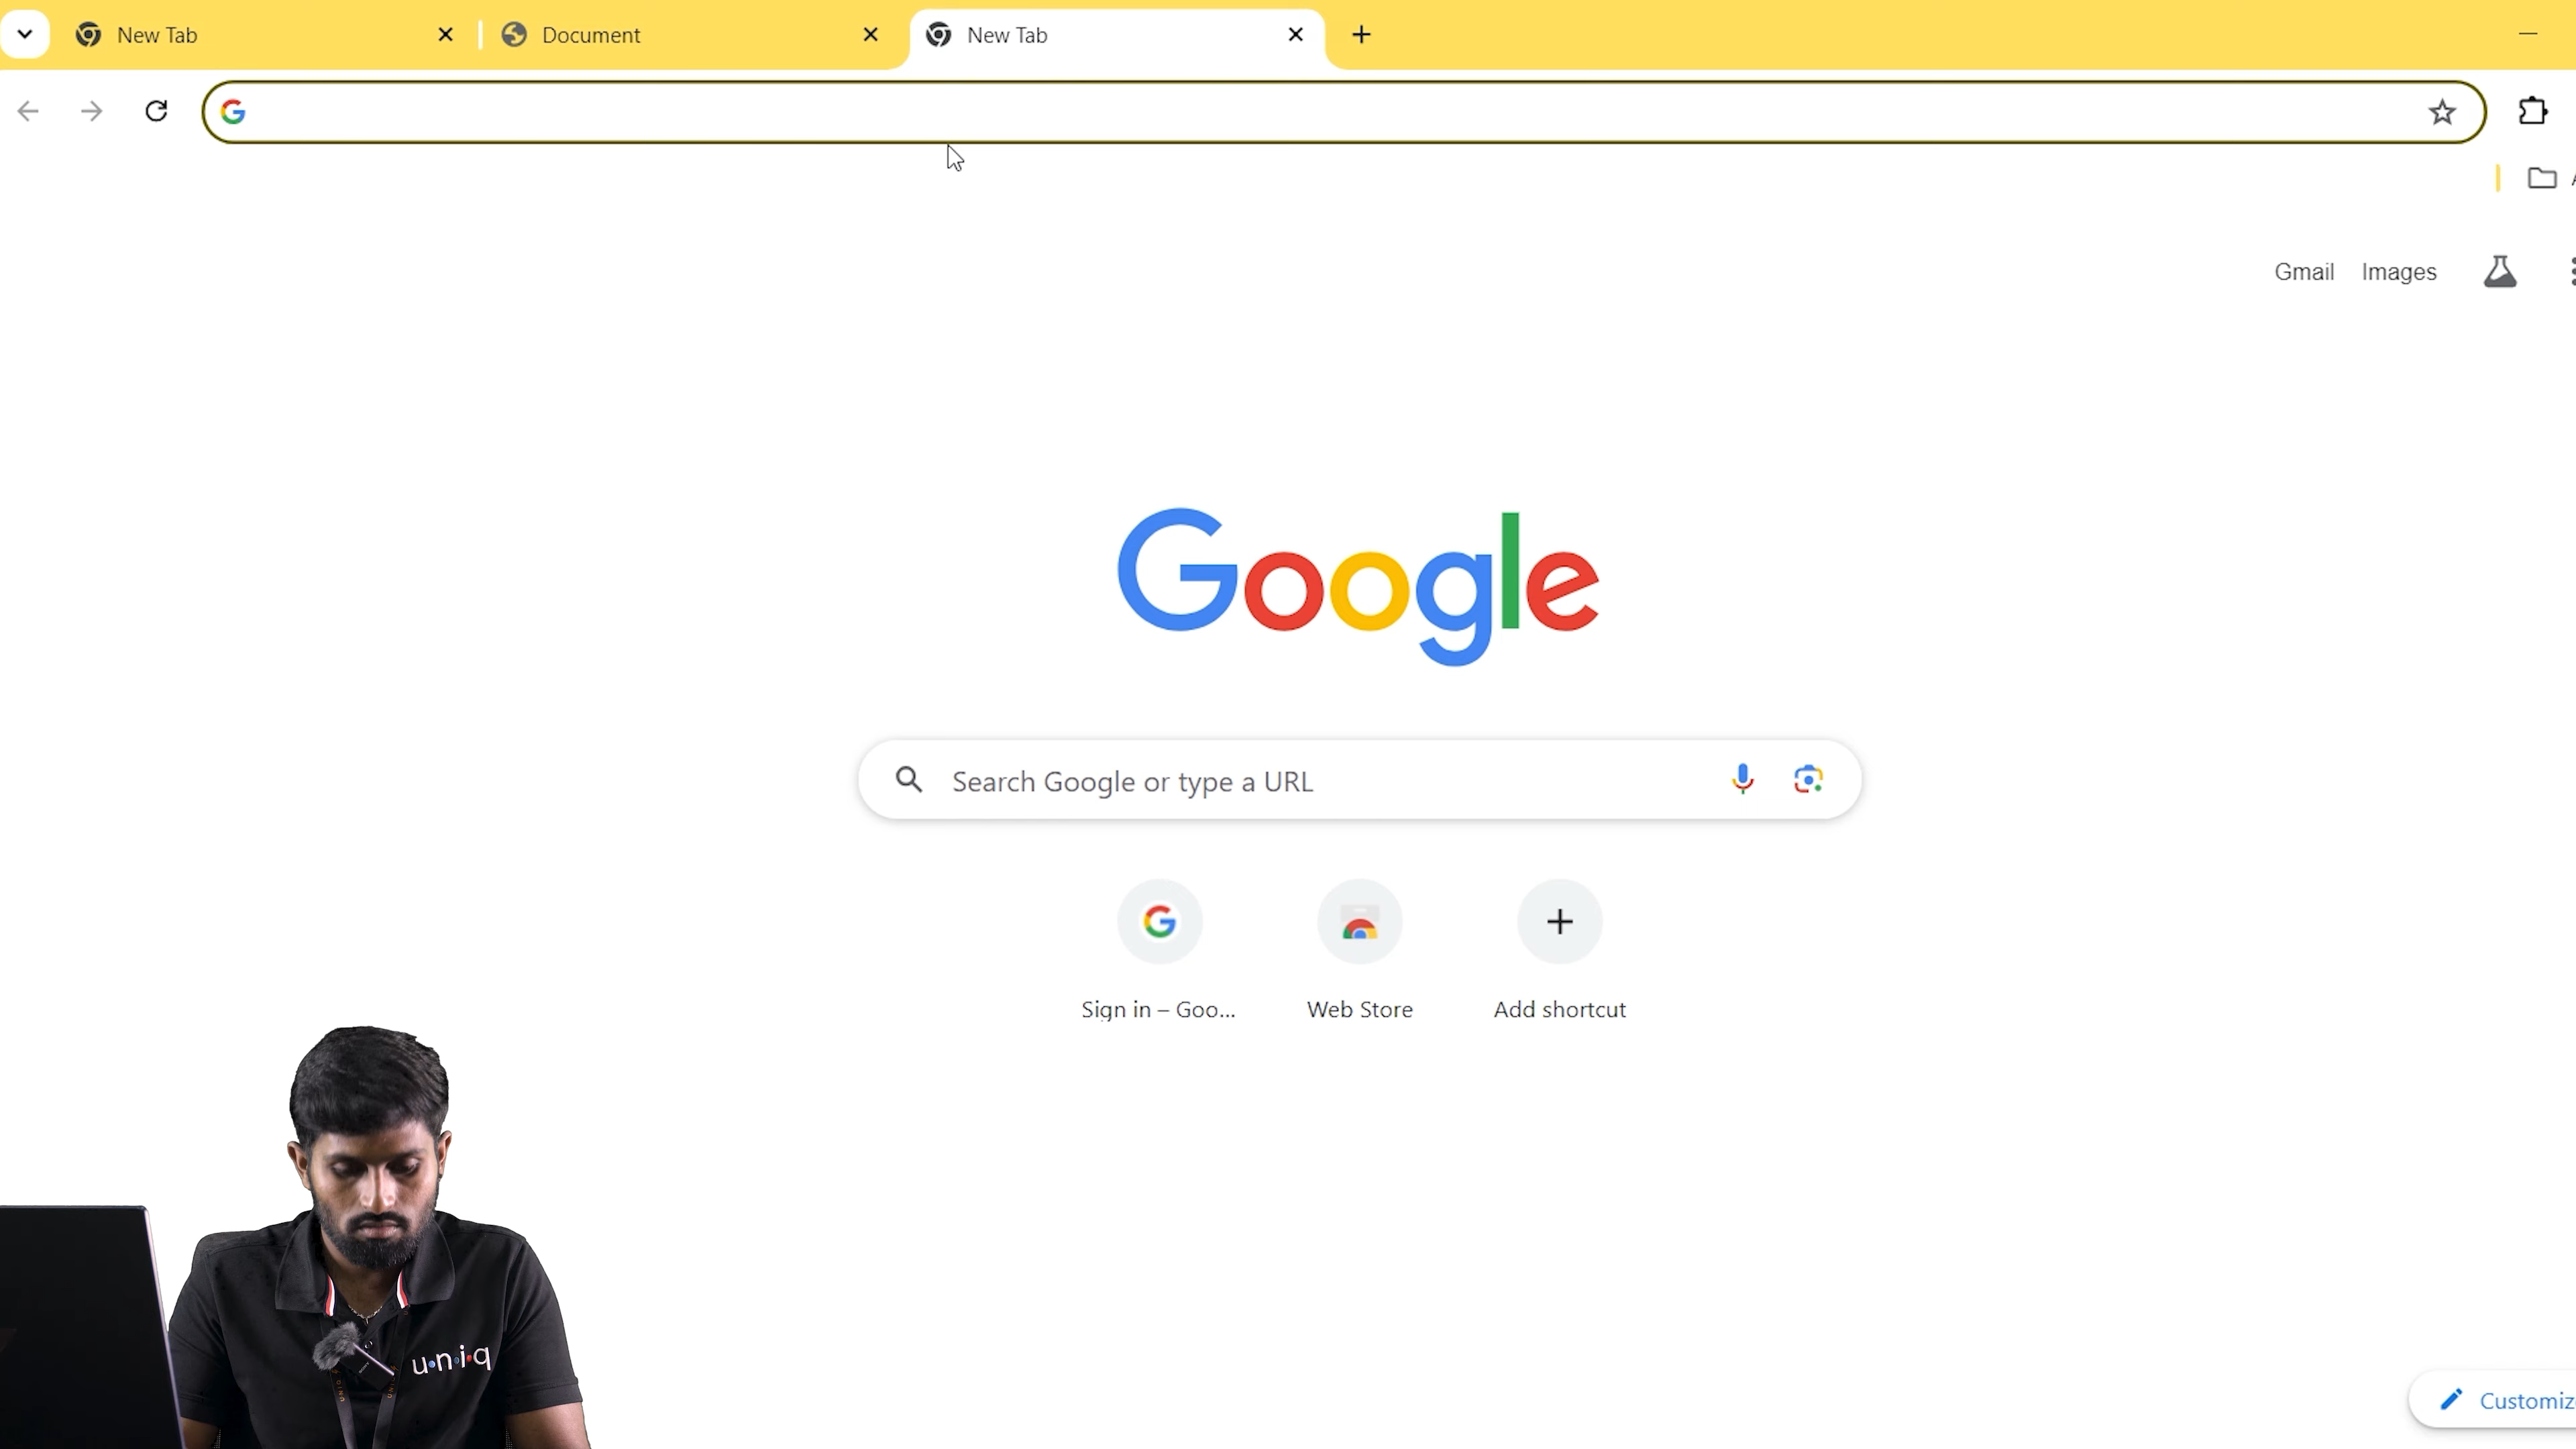 New Tab
Document
New Tab
Gmail
Images
Google
Search Google or type a URL
Sign in – Goo...
Web Store
Add shortcut
Customiz
u·n·i·q